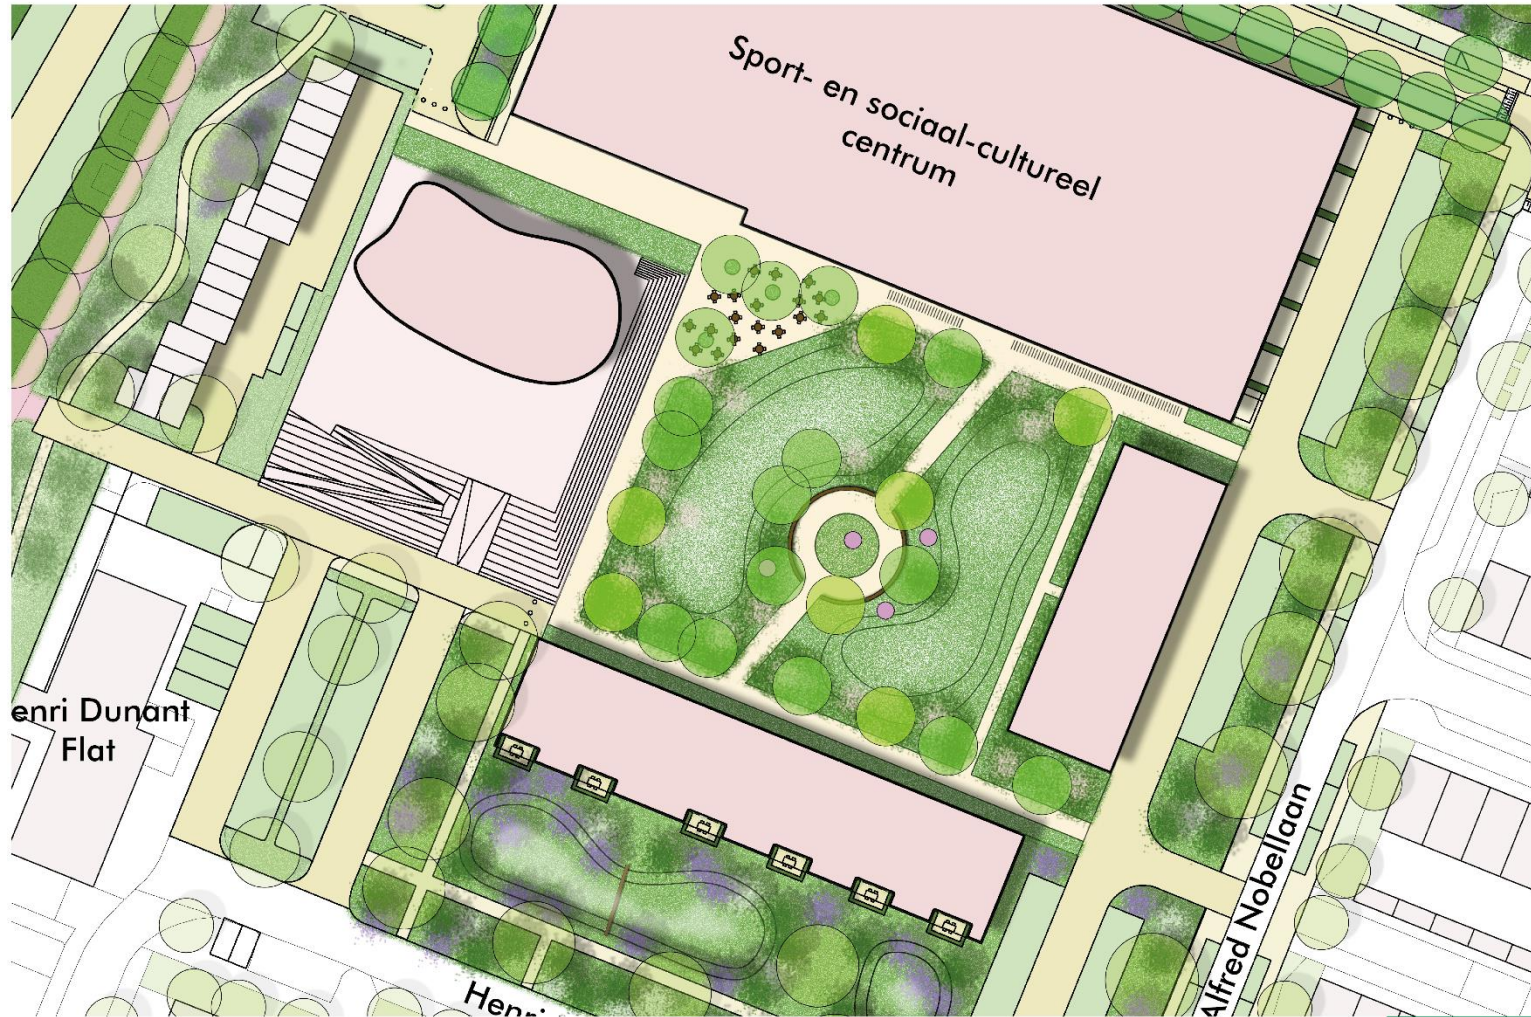 Sport- en sociaal-cultureel
centrum
enri Dunant
Flat
Alfred Nobellaan
Henri